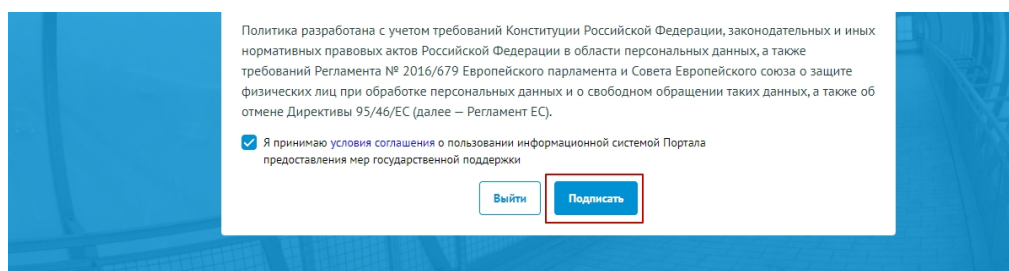 Политика разработана с учетом требований Конституции Российской Федерации, законодательных и иных
нормативных правовых актов Российской Федерации в области персональных данных, а также
требований Регламента № 2016/679 Европейского парламента и Совета Европейского союза о защите
физических лиц при обработке персональных данных и о свободном обращении таких данных, а также об
отмене Директивы 95/46/ЕС (далее — Регламент ЕС).
Я принимаю условия соглашения о пользовании информационной системой Портала
предоставления мер государственной поддержки
Выйти Подписать